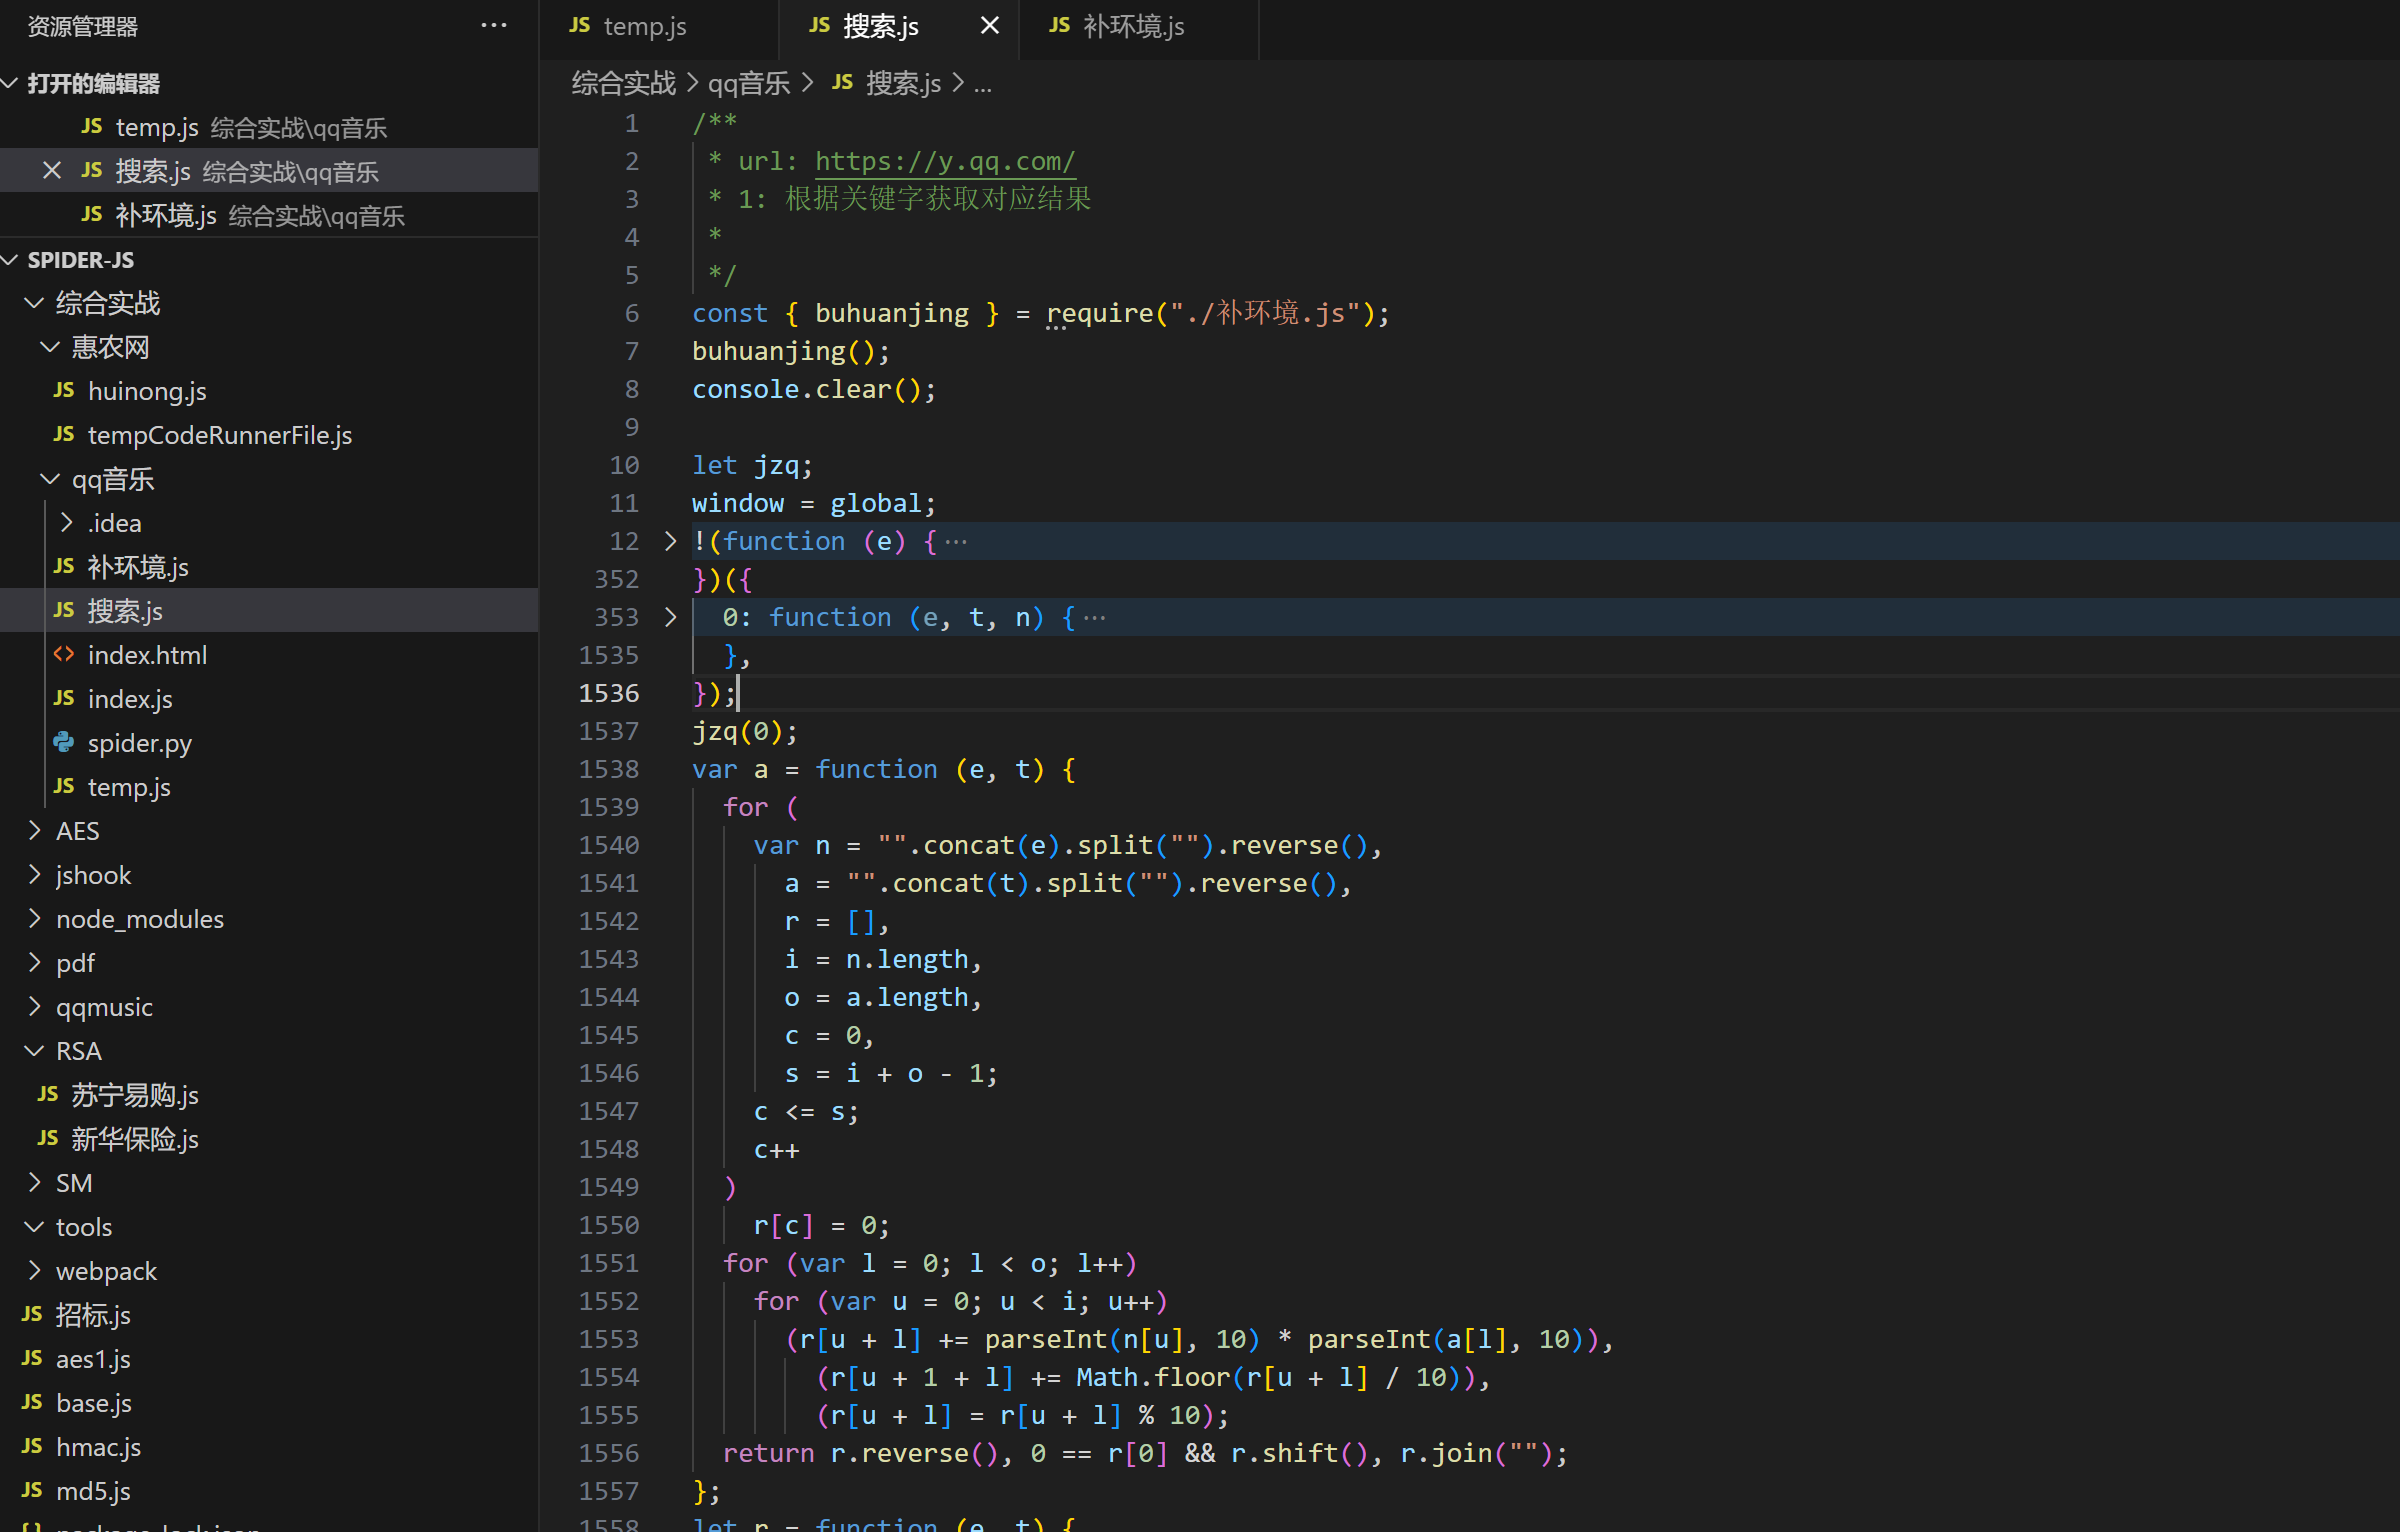 资源管理器 ···
打开的编辑器
JS temp.js 综合实战\qq音乐
JS 搜索.js 综合实战\qq音乐
JS 补环境.js 综合实战\qq音乐
SPIDER-JS
综合实战
惠农网
JS huinong.js
JS tempCodeRunnerFile.js
qq音乐
.idea
JS 补环境.js
JS 搜索.js
<> index.html
JS index.js
spider.py
JS temp.js
AES
jshook
node_modules
pdf
qqmusic
RSA
JS 苏宁易购.js
JS 新华保险.js
SM
tools
webpack
JS 招标.js
JS aes1.js
JS base.js
JS hmac.js
JS md5.js
JS temp.js JS 搜索.js JS 补环境.js
综合实战 > qq音乐 > JS 搜索.js > ...
1 /**
2 * url: https://y.qq.com/
3 * 1: 根据关键字获取对应结果
4 *
5 */
6 const { buhuanjing } = require("./补环境.js");
7 buhuanjing();
8 console.clear();
9
10 let jzq;
11 window = global;
12 !(function (e) {···
352 })({
353 0: function (e, t, n) {···
1535 },
1536 });
1537 jzq(0);
1538 var a = function (e, t) {
1539 for (
1540 var n = "".concat(e).split("").reverse(),
1541 a = "".concat(t).split("").reverse(),
1542 r = [],
1543 i = n.length,
1544 o = a.length,
1545 c = 0,
1546 s = i + o - 1;
1547 c <= s;
1548 c++
1549 )
1550 r[c] = 0;
1551 for (var l = 0; l < o; l++)
1552 for (var u = 0; u < i; u++)
1553 (r[u + l] += parseInt(n[u], 10) * parseInt(a[l], 10)),
1554 (r[u + 1 + l] += Math.floor(r[u + l] / 10)),
1555 (r[u + l] = r[u + l] % 10);
1556 return r.reverse(), 0 == r[0] && r.shift(), r.join("");
1557 };
1558 let r = function (e, t) {